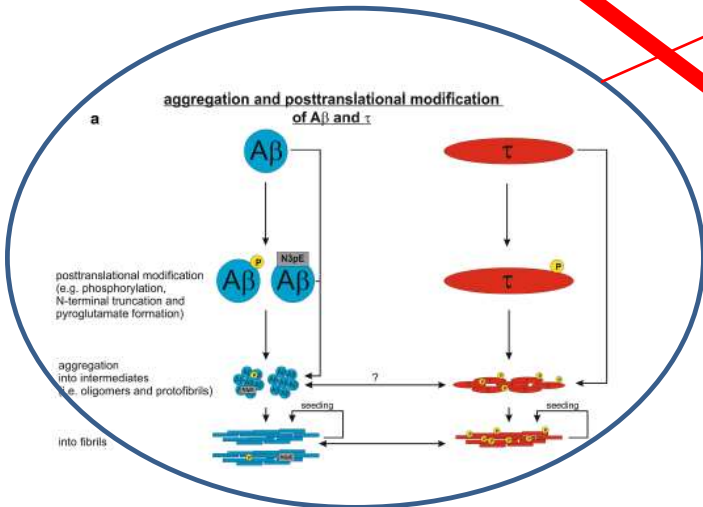 aggregation and posttranslational modification
of Aβ and τ
a
Aβ
τ
P
N3pE
P
Aβ
Aβ
τ
posttranslational modification
(e.g. phosphorylation,
N-terminal truncation and
pyroglutamate formation)
aggregation
into intermediates
(i.e. oligomers and protofibrils)
?
seeding
seeding
into fibrils